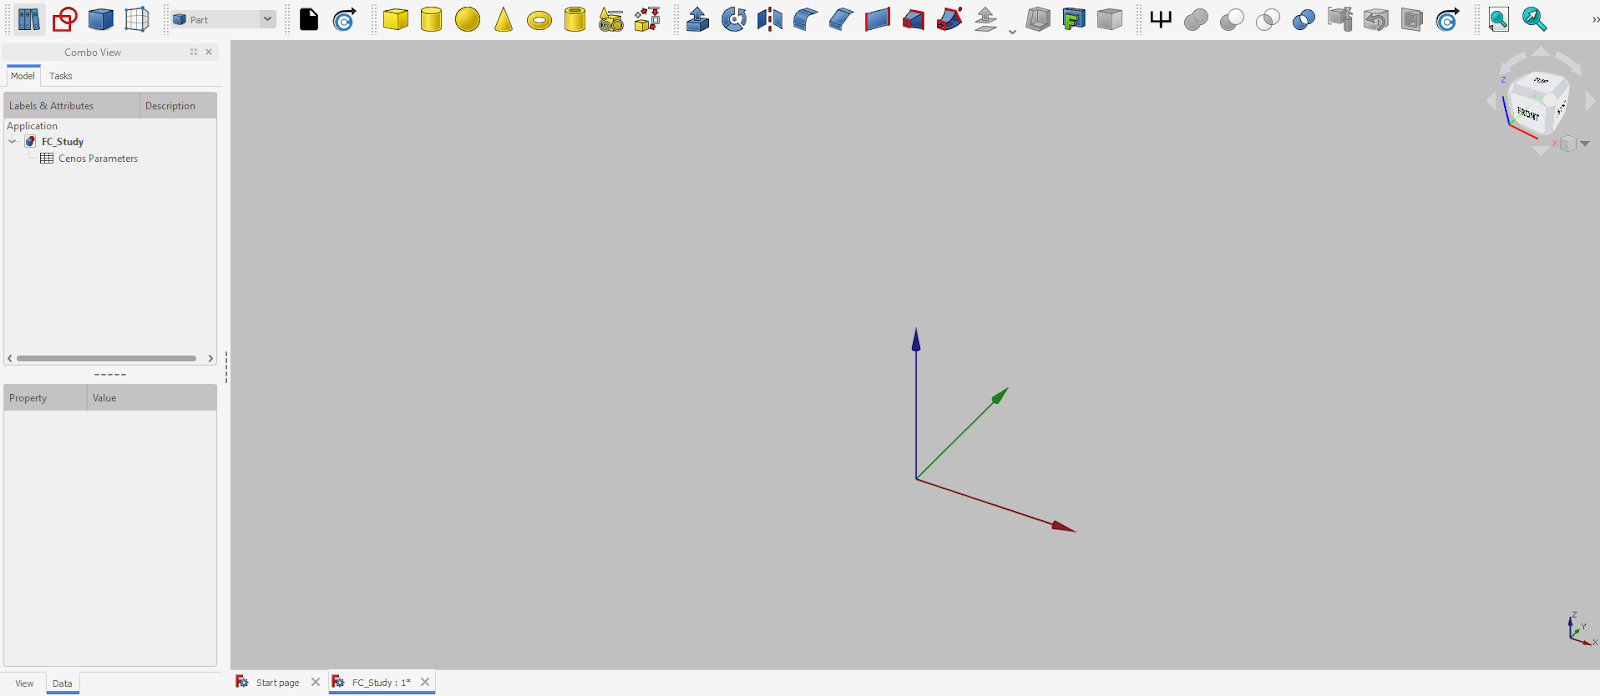 Part
Combo View
Model Tasks
Labels & Attributes Description
Application
FC_Study
Cenos Parameters
Property Value
View Data
Start page FC_Study : 1*
TOP
FRONT
Z
X
Z
Y
X